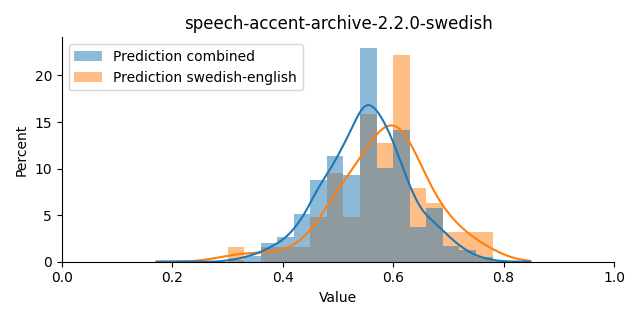 speech-accent-archive-2.2.0-swedish
Prediction combined
Prediction swedish-english
Percent
20
15
10
5
0
0.0 0.2 0.4 0.6 0.8 1.0
Value